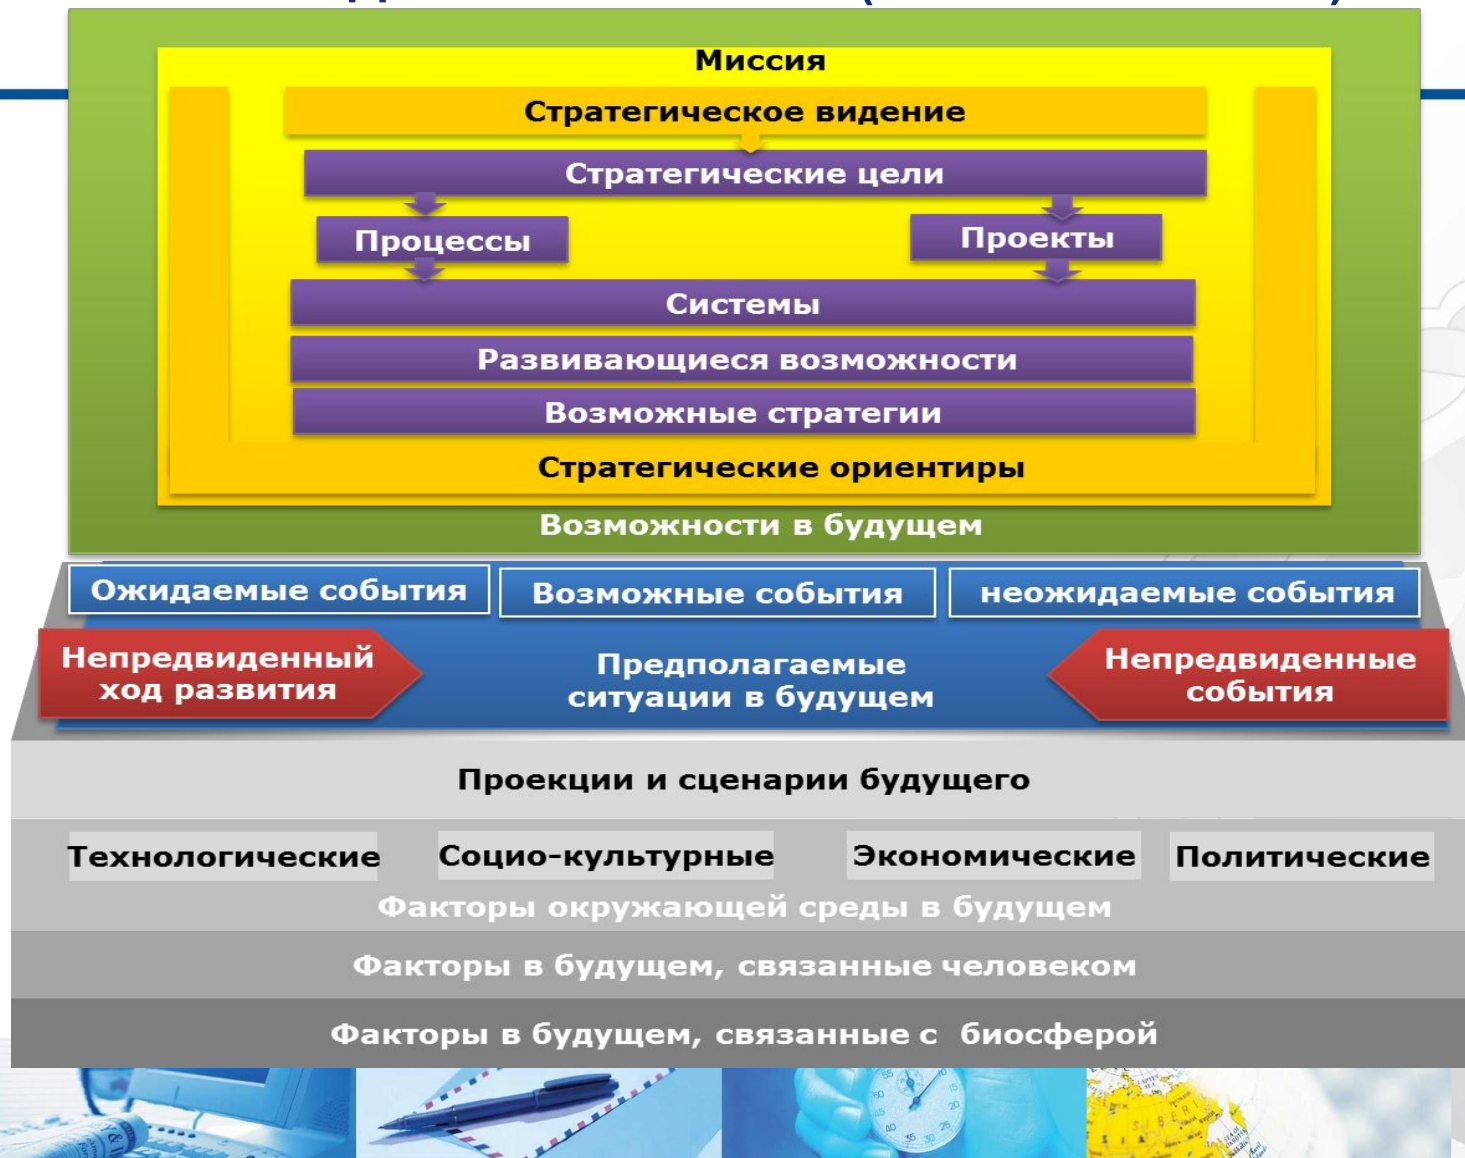 Миссия
Стратегическое видение
Стратегические цели
Процессы
Проекты
Системы
Развивающиеся возможности
Возможные стратегии
Стратегические ориентиры
Возможности в будущем
Ожидаемые события
Возможные события
неожидаемые события
Непредвиденный
ход развития
Предполагаемые
ситуации в будущем
Непредвиденные
события
Проекции и сценарии будущего
Технологические
Социо-культурные
Экономические
Политические
Факторы окружающей среды в будущем
Факторы в будущем, связанные человеком
Факторы в будущем, связанные с биосферой